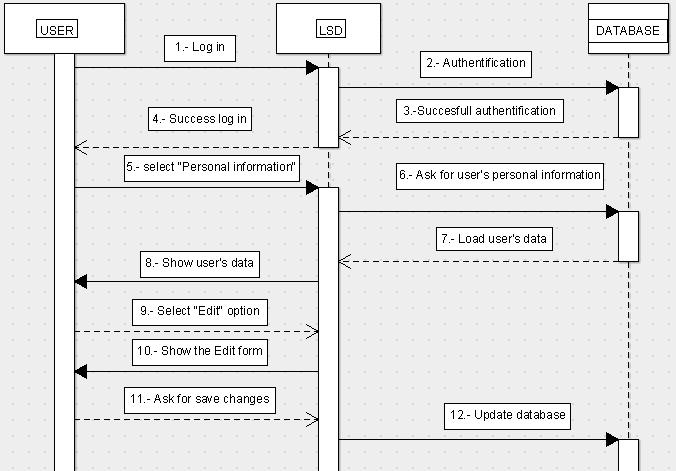 USER
LSD
DATABASE
1.- Log in
2.- Authentification
3.-Succesfull authentification
4.- Success log in
5.- select "Personal information"
6.- Ask for user's personal information
7.- Load user's data
8.- Show user's data
9.- Select "Edit" option
10.- Show the Edit form
11.- Ask for save changes
12.- Update database